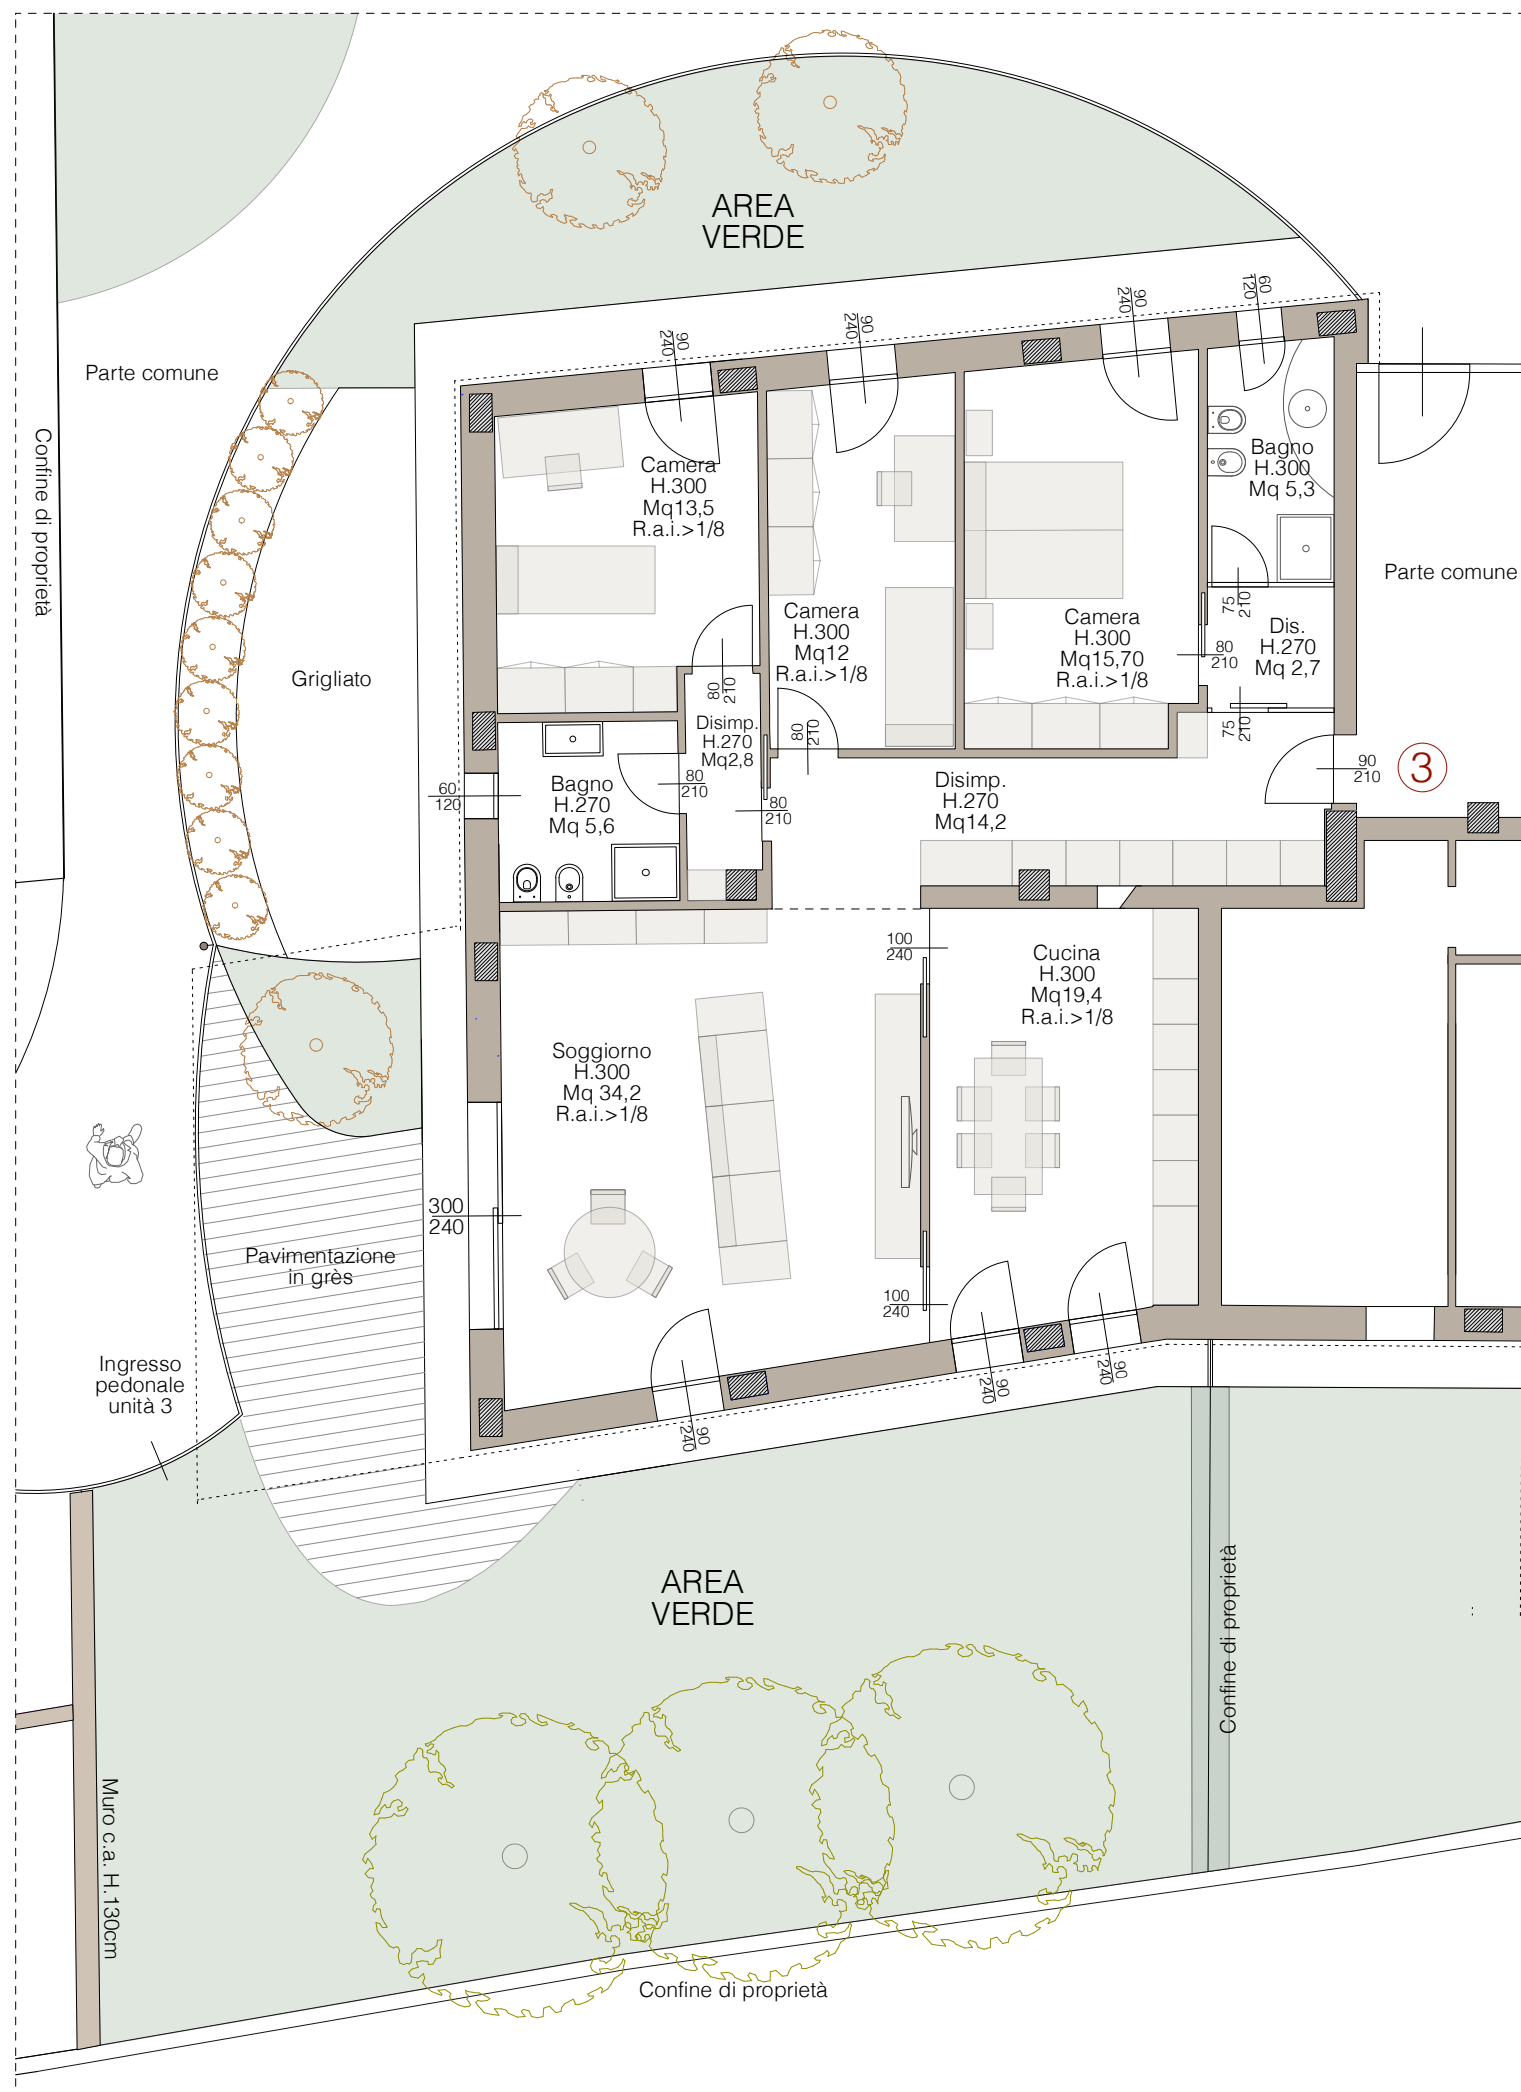 AREA
VERDE
90
240
90
240
90
240
60
120
Parte comune
Confine di proprietà
Camera
H.300
Mq13,5
R.a.i.>1/8
Bagno
H.300
Mq 5,3
Parte comune
Camera
H.300
Mq12
R.a.i.>1/8
Camera
H.300
Mq15,70
R.a.i.>1/8
75
210
Dis.
H.270
Mq 2,7
80
210
Grigliato
80
210
Disimp.
H.270
Mq2,8
80
210
75
210
90
210
3
60
120
Bagno
H.270
Mq 5,6
80
210
80
210
Disimp.
H.270
Mq14,2
100
240
Cucina
H.300
Mq19,4
R.a.i.>1/8
Soggiorno
H.300
Mq 34,2
R.a.i.>1/8
300
240
Pavimentazione
in grès
100
240
Ingresso
pedonale
unità 3
90
240
90
240
90
240
AREA
VERDE
Confine di proprietà
Muro c.a. H.130cm
Confine di proprietà